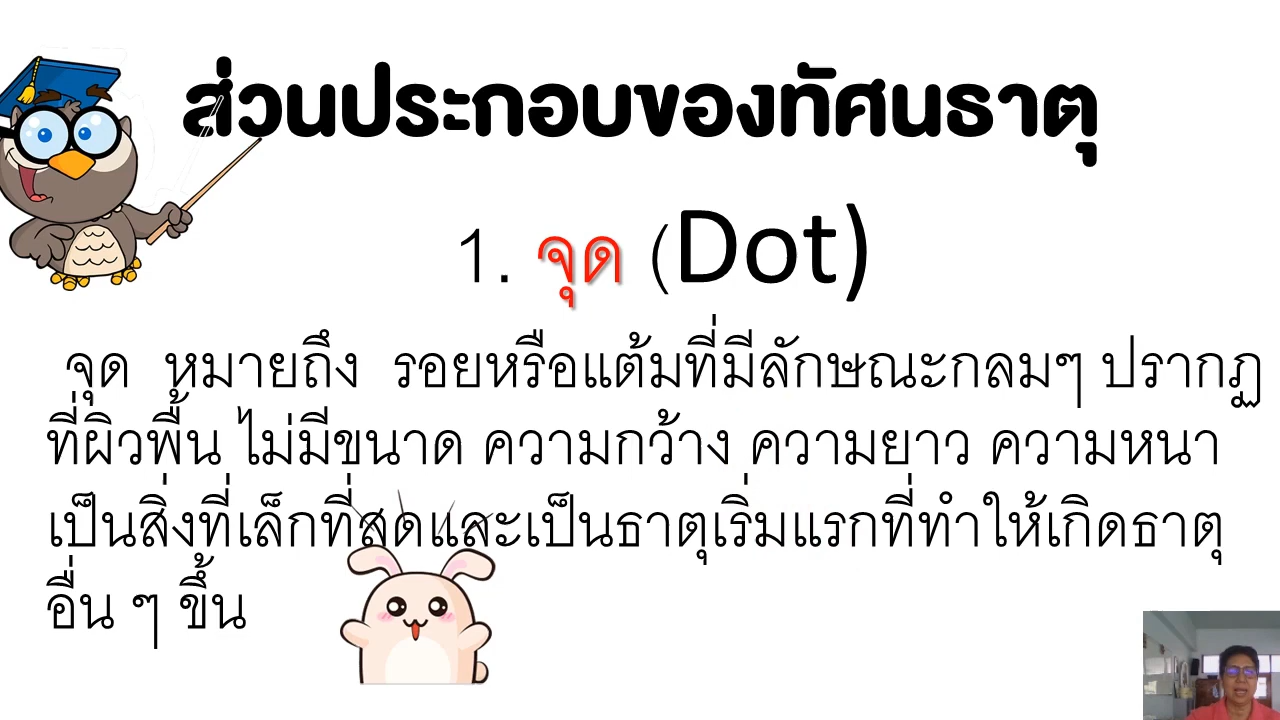 ส่วนประกอบของทัศนธาตุ
1. จุด (Dot)
จุด หมายถึง รอยหรือแต้มที่มีลักษณะกลมๆ ปรากฏ
ที่ผิวพื้น ไม่มีขนาด ความกว้าง ความยาว ความหนา
เป็นสิ่งที่เล็กที่สุดและเป็นธาตุเริ่มแรกที่ทำให้เกิดธาตุ
อื่น ๆ ขึ้น